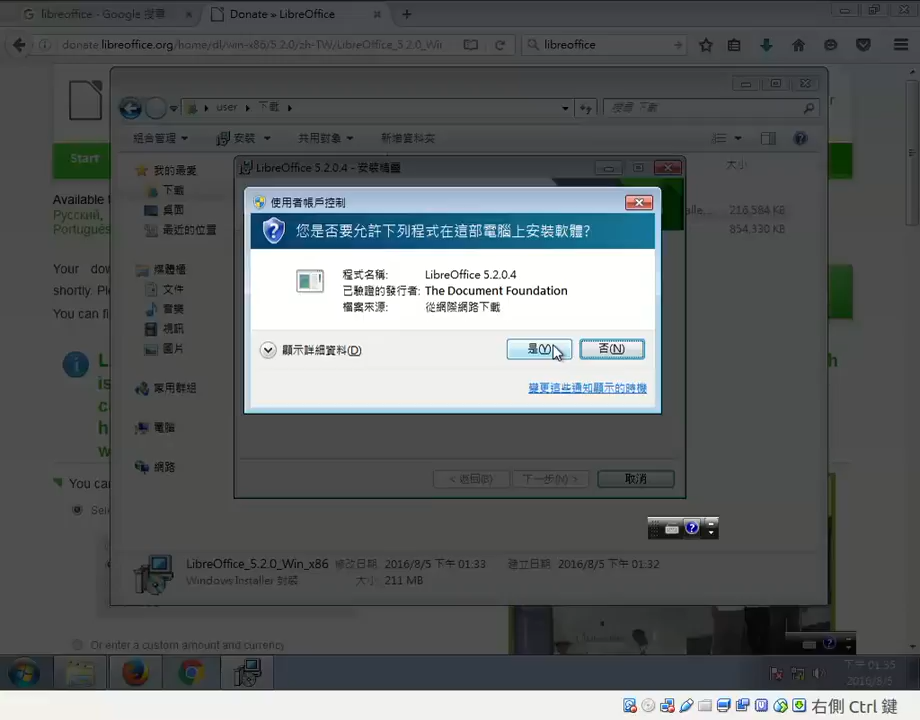 libreoffice - Google 搜尋
Donate » LibreOffice
donate.libreoffice.org/home/dl/win-x86/5.2.0/zh-TW/LibreOffice_5.2.0_Win
libreoffice
user
下載
搜尋 下載
組合管理
安裝
共用對象
新增資料夾
Start
Available
Русский,
Portuguê
Your dow
shortly. Ple
You can fi
我的最愛
下載
桌面
最近的位置
媒體櫃
文件
音樂
視訊
圖片
家用群組
電腦
網路
大小
216,584 KB
854,330 KB
LibreOffice 5.2.0.4 - 安裝精靈
使用者帳戶控制
您是否要允許下列程式在這部電腦上安裝軟體?
程式名稱: LibreOffice 5.2.0.4
已驗證的發行者: The Document Foundation
檔案來源: 從網際網路下載
顯示詳細資料(D)
是(Y)
否(N)
變更這些通知顯示的時機
< 返回(B)
下一步(N) >
取消
You ca
Sele
LibreOffice_5.2.0_Win_x86 修改日期: 2016/8/5 下午 01:33 建立日期: 2016/8/5 下午 01:32
Windows Installer 封裝 大小: 211 MB
Or enter a custom amount and currency
下午 01:35
2016/8/5
右側 Ctrl 鍵